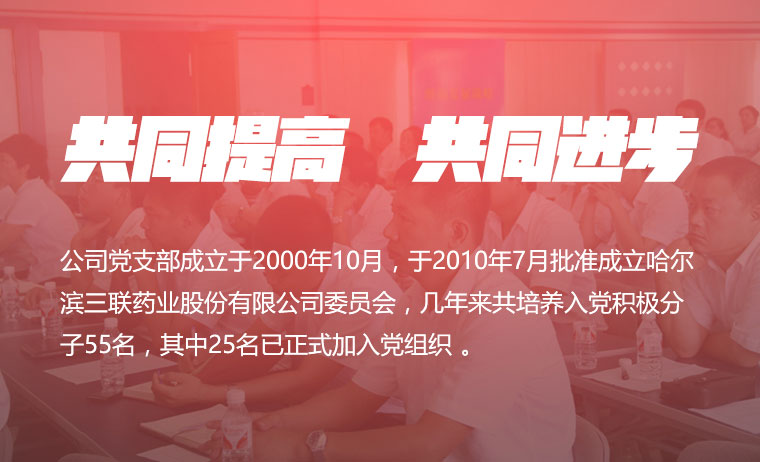 共同提高 共同进步
公司党支部成立于2000年10月，于2010年7月批准成立哈尔
滨三联药业股份有限公司委员会，几年来共培养入党积极分
子55名，其中25名已正式加入党组织 。